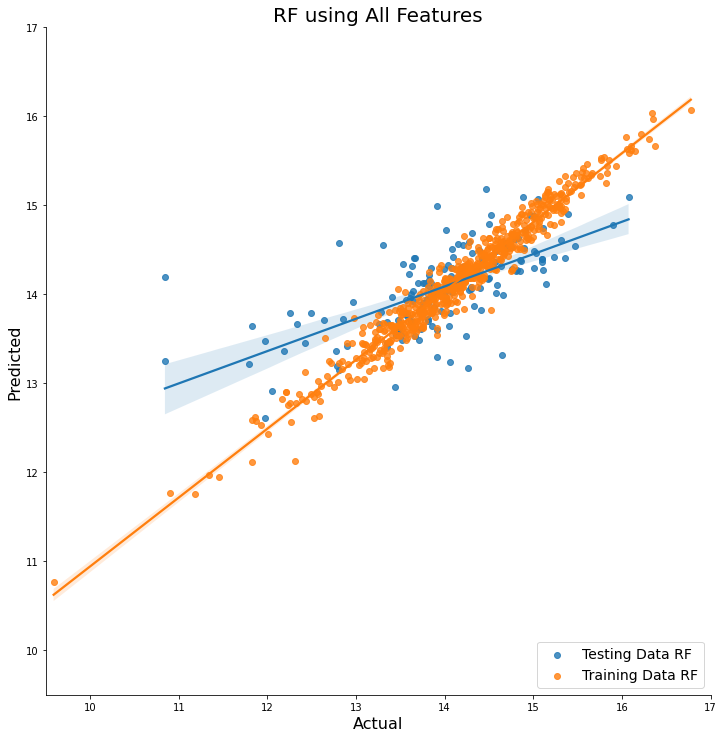 RF using All Features
17
16
15
14
13
12
11
10
Predicted
10 11 12 13 14 15 16 17
Actual
Testing Data RF
Training Data RF